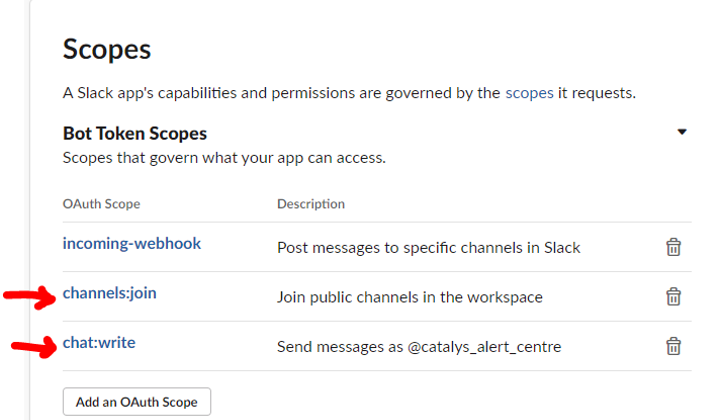 Scopes
A Slack app's capabilities and permissions are governed by the scopes it requests.
Bot Token Scopes
Scopes that govern what your app can access.
OAuth Scope Description
incoming-webhook Post messages to specific channels in Slack
channels:join Join public channels in the workspace
chat:write Send messages as @catalys_alert_centre
Add an OAuth Scope